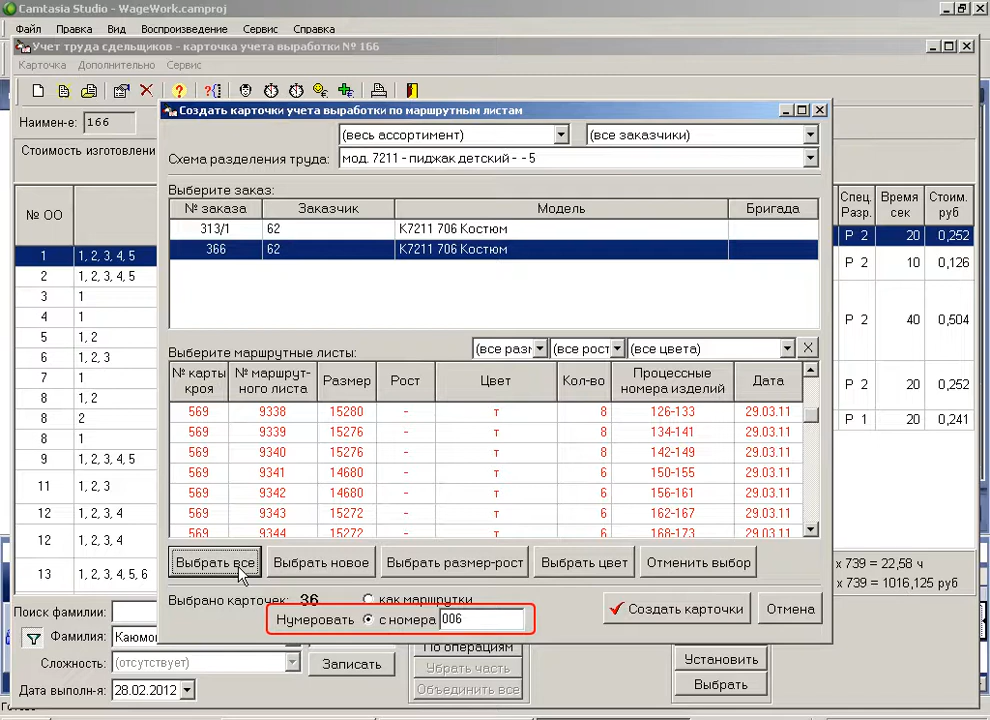 Camtasia Studio - WageWork.camproj
Файл Правка Вид Воспроизведение Сервис Справка
Учет труда сдельщиков - карточка учета выработки № 166
Карточка Дополнительно Сервис
Наимен-е: 166
Стоимость изготовлени
Создать карточки учета выработки по маршрутным листам
(весь ассортимент) (все заказчики)
Схема разделения труда: мод. 7211 - пиджак детский - - 5
Выберите заказ:
№ заказа Заказчик Модель Бригада
313/1 62 К7211 706 Костюм
366 62 К7211 706 Костюм
Выберите маршрутные листы: (все разм (все рост (все цвета) X
№ карты кроя № маршрут-ного листа Размер Рост Цвет Кол-во Процессные номера изделий Дата
569 9338 15280 - т 8 126-133 29.03.11
569 9339 15276 - т 8 134-141 29.03.11
569 9340 15276 - т 8 142-149 29.03.11
569 9341 14680 - т 6 150-155 29.03.11
569 9342 14680 - т 6 156-161 29.03.11
569 9343 15272 - т 6 162-167 29.03.11
569 9344 15272 - т 6 168-173 29.03.11
Выбрать все Выбрать новое Выбрать размер-рост Выбрать цвет Отменить выбор
Выбрано карточек: 36 как маршрутки
Нумеровать с номера 006
Создать карточки Отмена
№ ОО
1 1, 2, 3, 4, 5
2 1, 2, 3, 4, 5
3 1
4 1
5 1, 2
6 1, 2, 3
7 1
8 1, 2
8 2
8 1
9 1, 2, 3, 4, 5
11 1, 2, 3
12 1, 2, 3, 4
12 1, 2, 3, 4
13 1, 2, 3, 4, 5, 6
Спец. Разр. Время сек Стоим. руб
Р 2 20 0,252
Р 2 10 0,126
Р 2 40 0,504
Р 2 20 0,252
Р 1 20 0,241
х 739 = 22,58 ч
х 739 = 1016,125 руб
Поиск фамилии:
Фамилия: Каюмо
Сложность: (отсутствует) Записать
Дата выполн-я: 28.02.2012
По операциям
Убрать часть
Объединить все
Установить
Выбрать